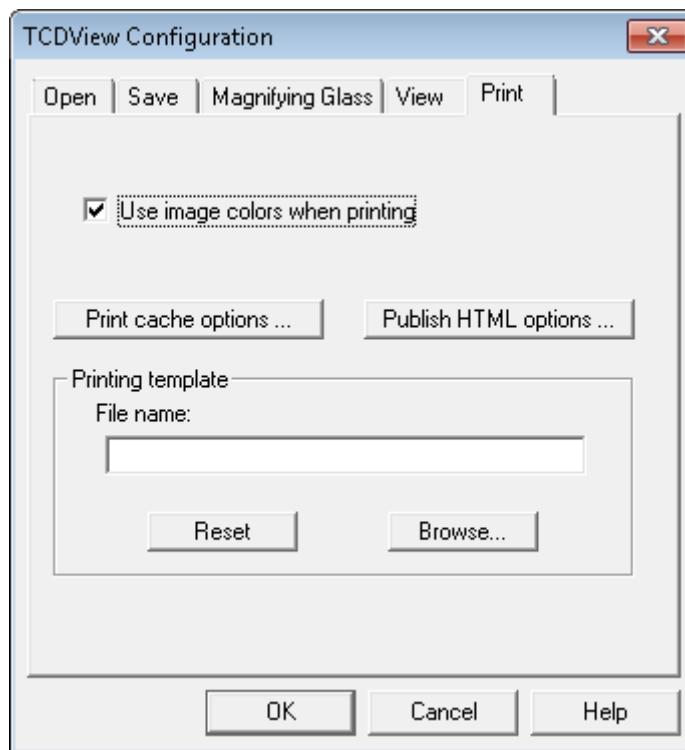 TCDView Configuration
Open Save Magnifying Glass View Print
Use image colors when printing
Print cache options ... Publish HTML options ...
Printing template
File name:
Reset Browse...
OK Cancel Help